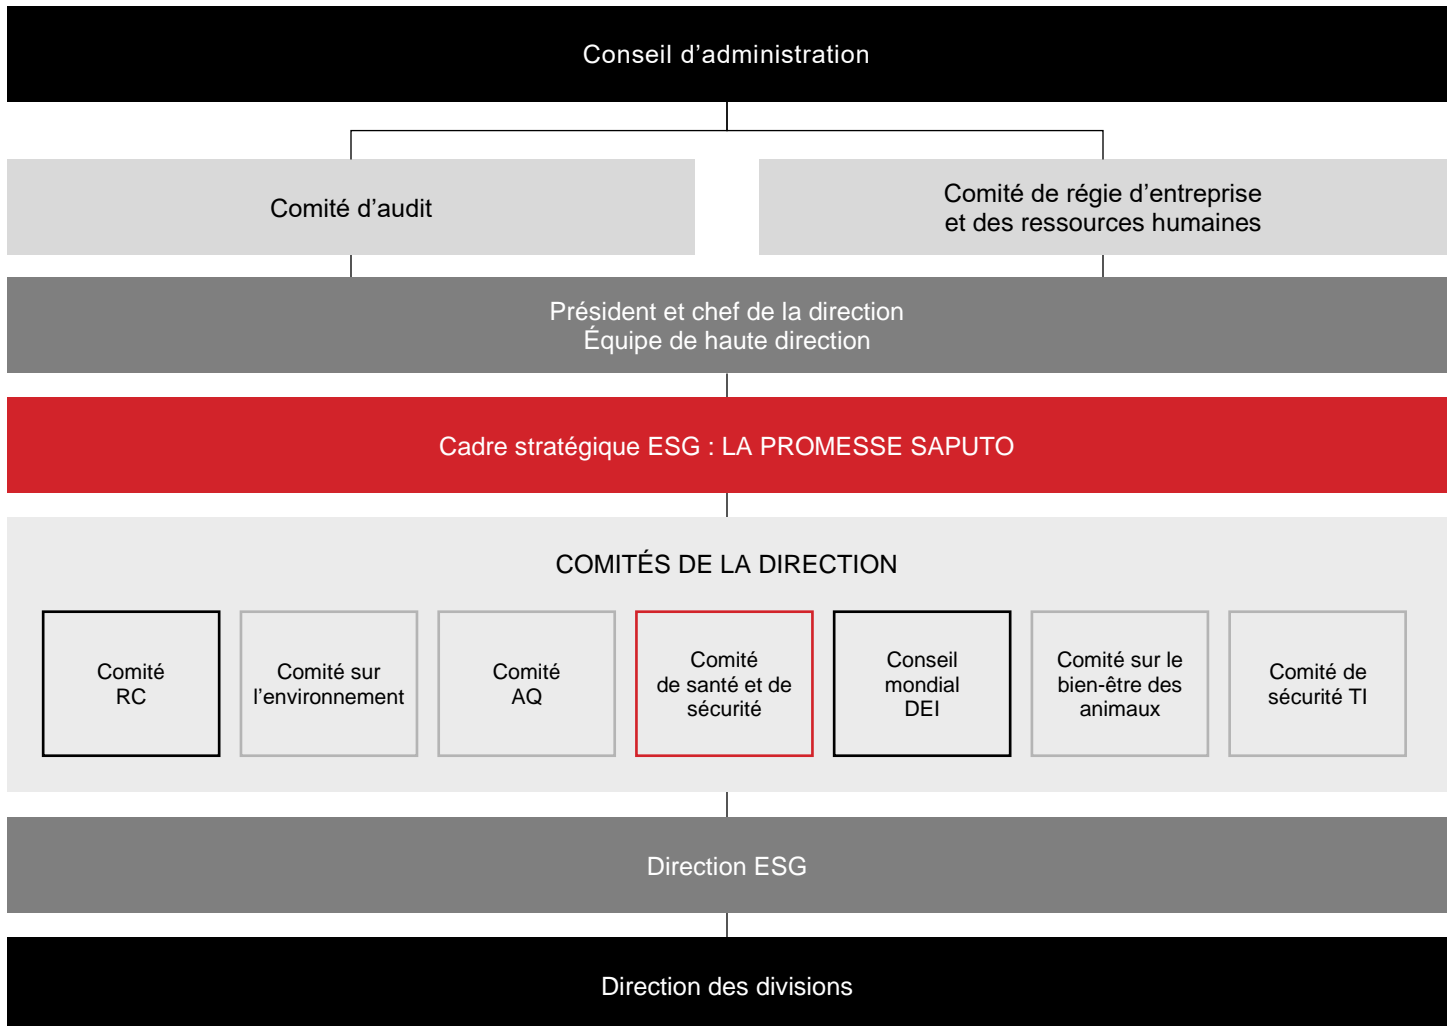 Conseil d’administration
Comité d’audit
Comité de régie d’entreprise
et des ressources humaines
Président et chef de la direction
Équipe de haute direction
Cadre stratégique ESG : LA PROMESSE SAPUTO
COMITÉS DE LA DIRECTION
Comité
RC
Comité sur
l’environnement
Comité
AQ
Comité
de santé et de
sécurité
Conseil
mondial
DEI
Comité sur le
bien-être des
animaux
Comité de
sécurité TI
Direction ESG
Direction des divisions